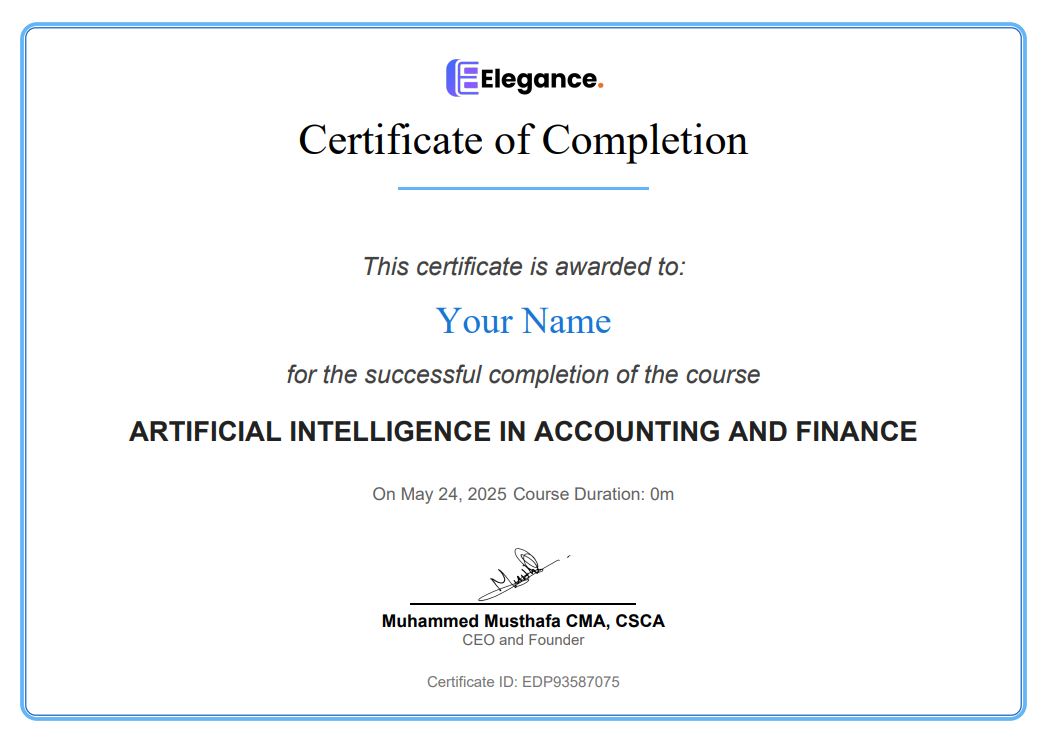 Elegance.
Certificate of Completion
This certificate is awarded to:
Your Name
for the successful completion of the course
ARTIFICIAL INTELLIGENCE IN ACCOUNTING AND FINANCE
On May 24, 2025 Course Duration: 0m
Muhammed Musthafa CMA, CSCA
CEO and Founder
Certificate ID: EDP93587075